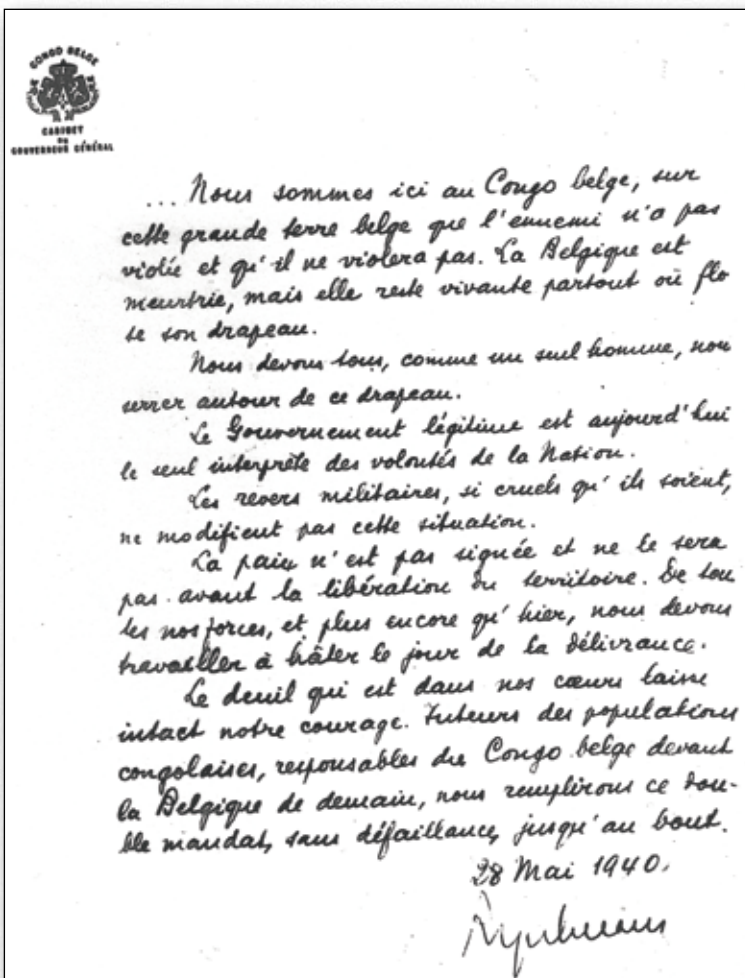 CONGO BELGE
CABINET
DU
GOUVERNEUR GÉNÉRAL
... Nous sommes ici au Congo belge, sur
cette grande terre belge que l'ennemi n'a pas
violée et qu'il ne violera pas. La Belgique est
meurtrie, mais elle reste vivante partout où flo
te son drapeau.
Nous devons tous, comme un seul homme, nou
serrer autour de ce drapeau.
Le Gouvernement légitime est aujourd'hui
le seul interprète des volontés de la Nation.
Les revers militaires, si cruels qu'ils soient,
ne modifient pas cette situation.
La paix n'est pas signée et ne le sera
pas avant la libération du territoire. De tou
tes nos forces, et plus encore qu'hier, nous devons
travailler à hâter le jour de la délivrance.
Le deuil qui est dans nos cœurs laisse
intact notre courage. Tuteurs des populations
congolaises, responsables du Congo belge devant
la Belgique de demain, nous remplirons ce dou-
ble mandat, sans défaillance, jusqu'au bout.
28 Mai 1940.